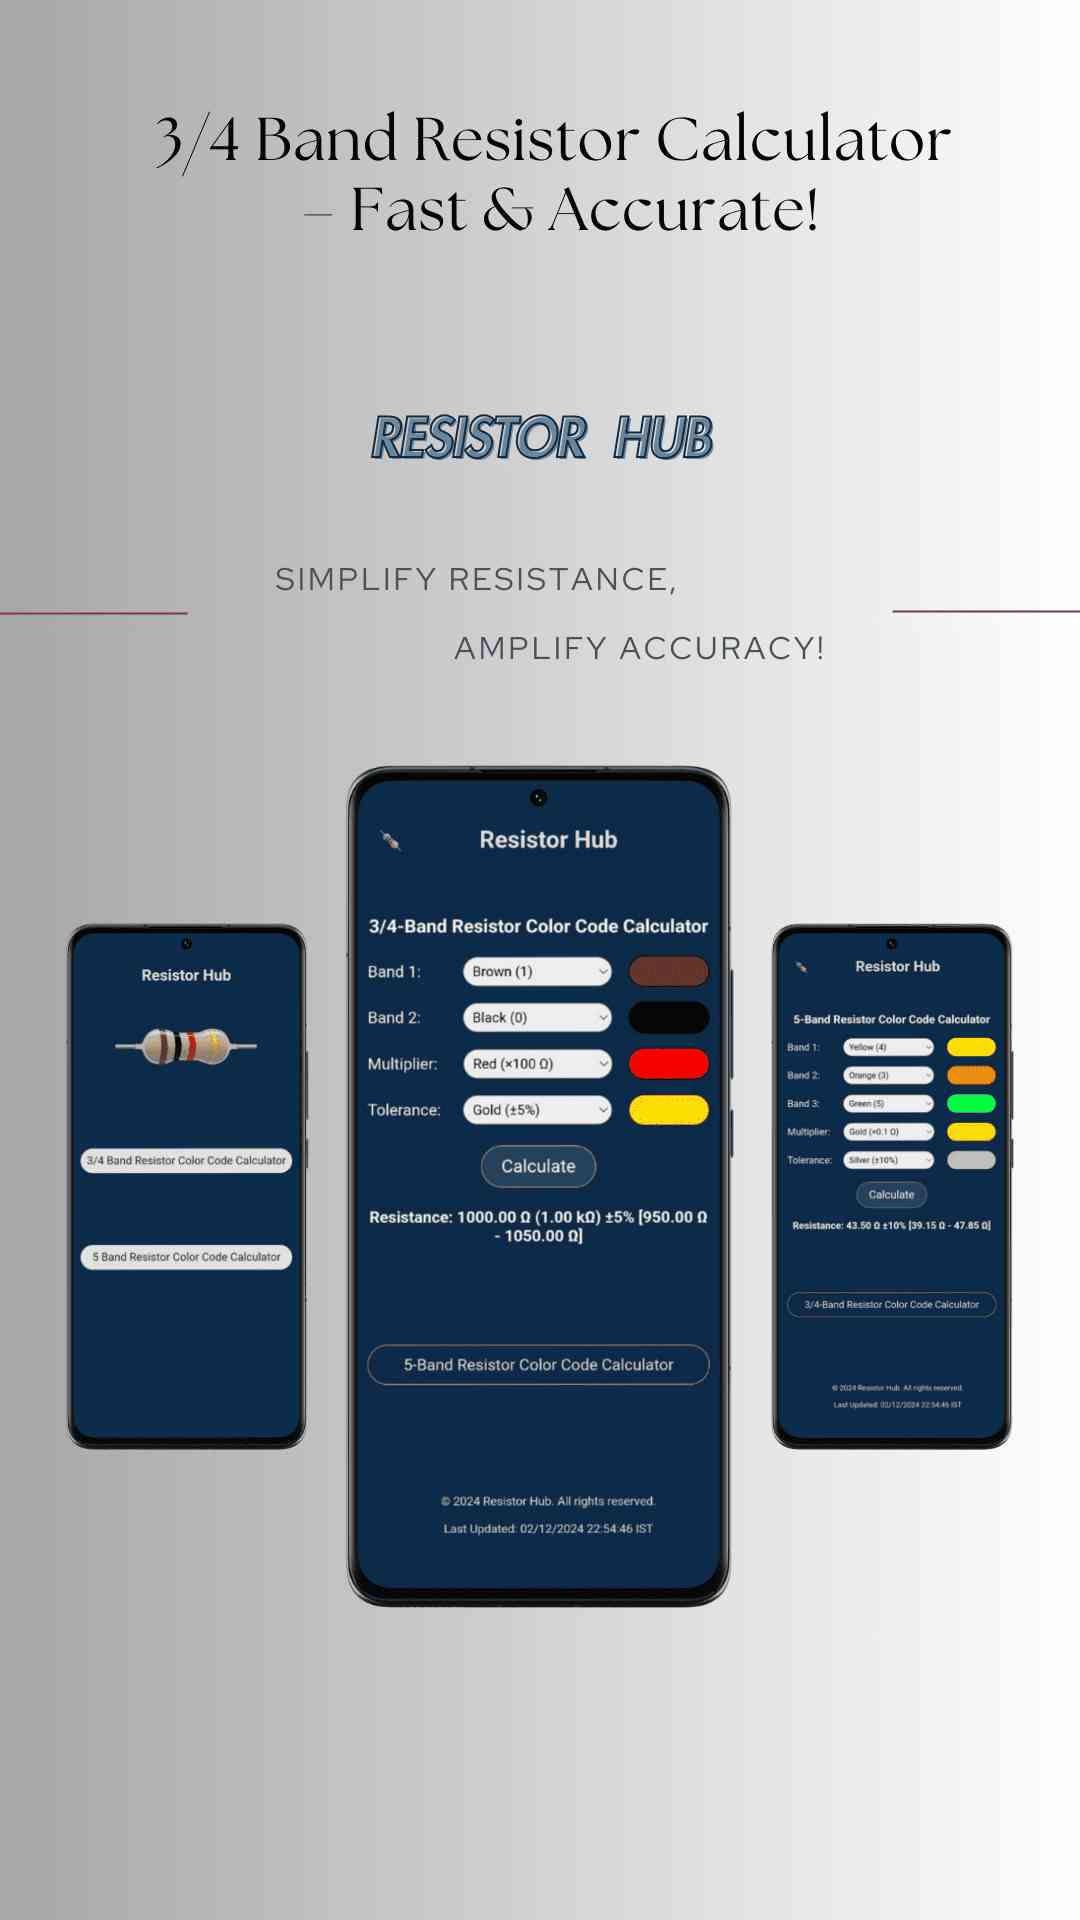 3/4 Band Resistor Calculator
– Fast & Accurate!
RESISTOR HUB
SIMPLIFY RESISTANCE,
AMPLIFY ACCURACY!
Resistor Hub
3/4 Band Resistor Color Code Calculator
5 Band Resistor Color Code Calculator
Resistor Hub
3/4-Band Resistor Color Code Calculator
Band 1: Brown (1)
Band 2: Black (0)
Multiplier: Red (×100 Ω)
Tolerance: Gold (±5%)
Calculate
Resistance: 1000.00 Ω (1.00 kΩ) ±5% [950.00 Ω
- 1050.00 Ω]
5-Band Resistor Color Code Calculator
© 2024 Resistor Hub. All rights reserved.
Last Updated: 02/12/2024 22:54:46 IST
Resistor Hub
5-Band Resistor Color Code Calculator
Band 1: Yellow (4)
Band 2: Orange (3)
Band 3: Green (5)
Multiplier: Gold (×0.1 Ω)
Tolerance: Silver (±10%)
Calculate
Resistance: 43.50 Ω ±10% [39.15 Ω - 47.85 Ω]
3/4-Band Resistor Color Code Calculator
© 2024 Resistor Hub. All rights reserved.
Last Updated: 02/12/2024 22:54:46 IST